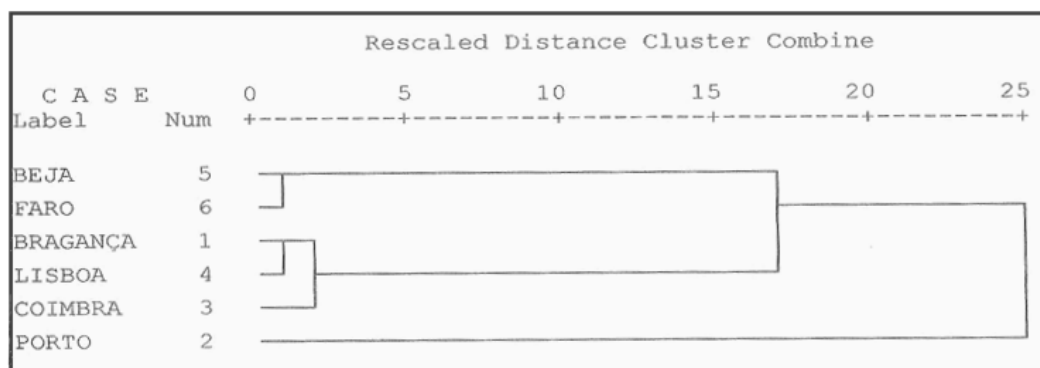 Rescaled Distance Cluster Combine
C A S E 0 5 10 15 20 25
Label Num +---------+---------+---------+---------+---------+
BEJA 5
FARO 6
BRAGANÇA 1
LISBOA 4
COIMBRA 3
PORTO 2